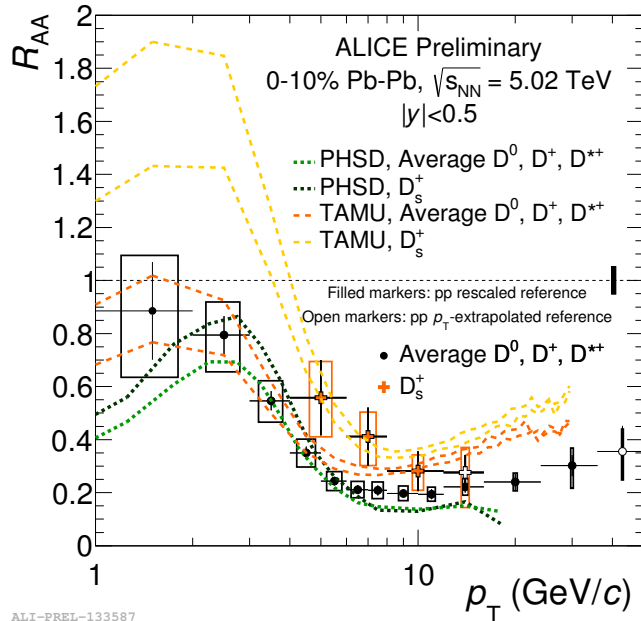 R_AA
2
1.8
1.6
1.4
1.2
1
0.8
0.6
0.4
0.2
0
ALICE Preliminary
0-10% Pb-Pb, √s_NN = 5.02 TeV
|y|<0.5
PHSD, Average D⁰, D⁺, D*⁺
PHSD, D_s⁺
TAMU, Average D⁰, D⁺, D*⁺
TAMU, D_s⁺
Filled markers: pp rescaled reference
Open markers: pp p_T-extrapolated reference
Average D⁰, D⁺, D*⁺
D_s⁺
1 10
p_T (GeV/c)
ALI-PREL-133587